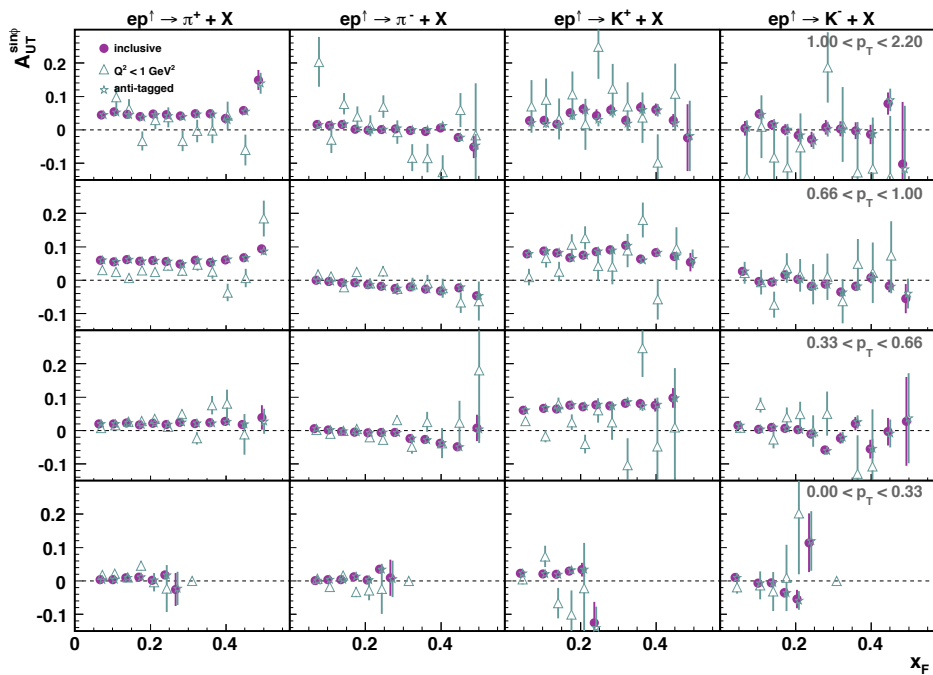 ep↑ → π⁺ + X ep↑ → π⁻ + X ep↑ → K⁺ + X ep↑ → K⁻ + X
A_UT^sinϕ
inclusive
Q² < 1 GeV²
anti-tagged
1.00 < p_T < 2.20
0.2
0.1
0
-0.1
0.66 < p_T < 1.00
0.2
0.1
0
-0.1
0.33 < p_T < 0.66
0.2
0.1
0
-0.1
0.00 < p_T < 0.33
0.2
0.1
0
-0.1
0 0.2 0.4 0.2 0.4 0.2 0.4 0.2 0.4
x_F